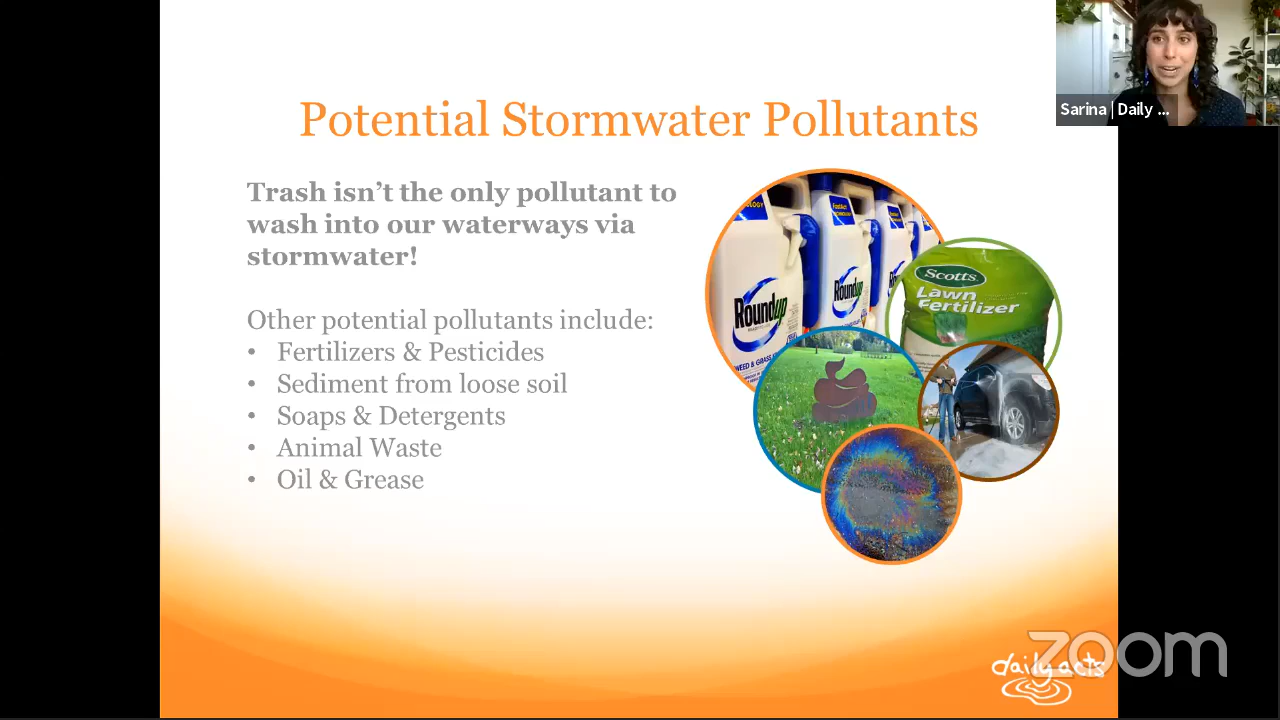 Sarina | Daily ...
Potential Stormwater Pollutants
Trash isn't the only pollutant to
wash into our waterways via
stormwater!
Other potential pollutants include:
• Fertilizers & Pesticides
• Sediment from loose soil
• Soaps & Detergents
• Animal Waste
• Oil & Grease
Roundup
Roundup
WEED & GRASS
Scotts
Lawn
Fertilizer
daily acts
zoom